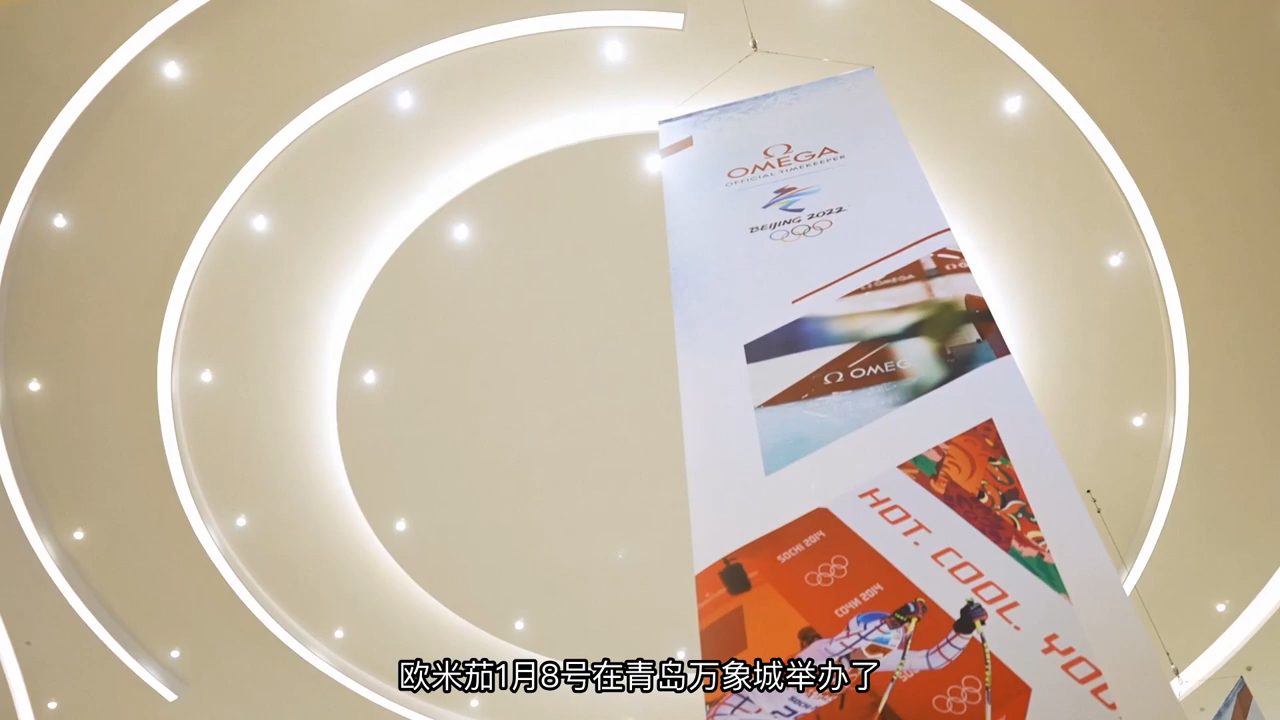 Ω
OMEGA
OFFICIAL TIMEKEEPER
BEIJING 2022
Ω OMEGA
Ω OMEG
HOT. COOL. YOU
SOCHI 2014
СОЧИ 2014
欧米茄1月8号在青岛万象城举办了